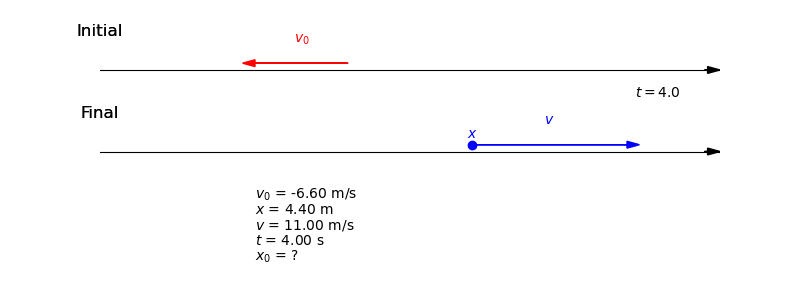 Initial
v₀
t = 4.0
Final
x
v
v₀ = -6.60 m/s
x = 4.40 m
v = 11.00 m/s
t = 4.00 s
x₀ = ?